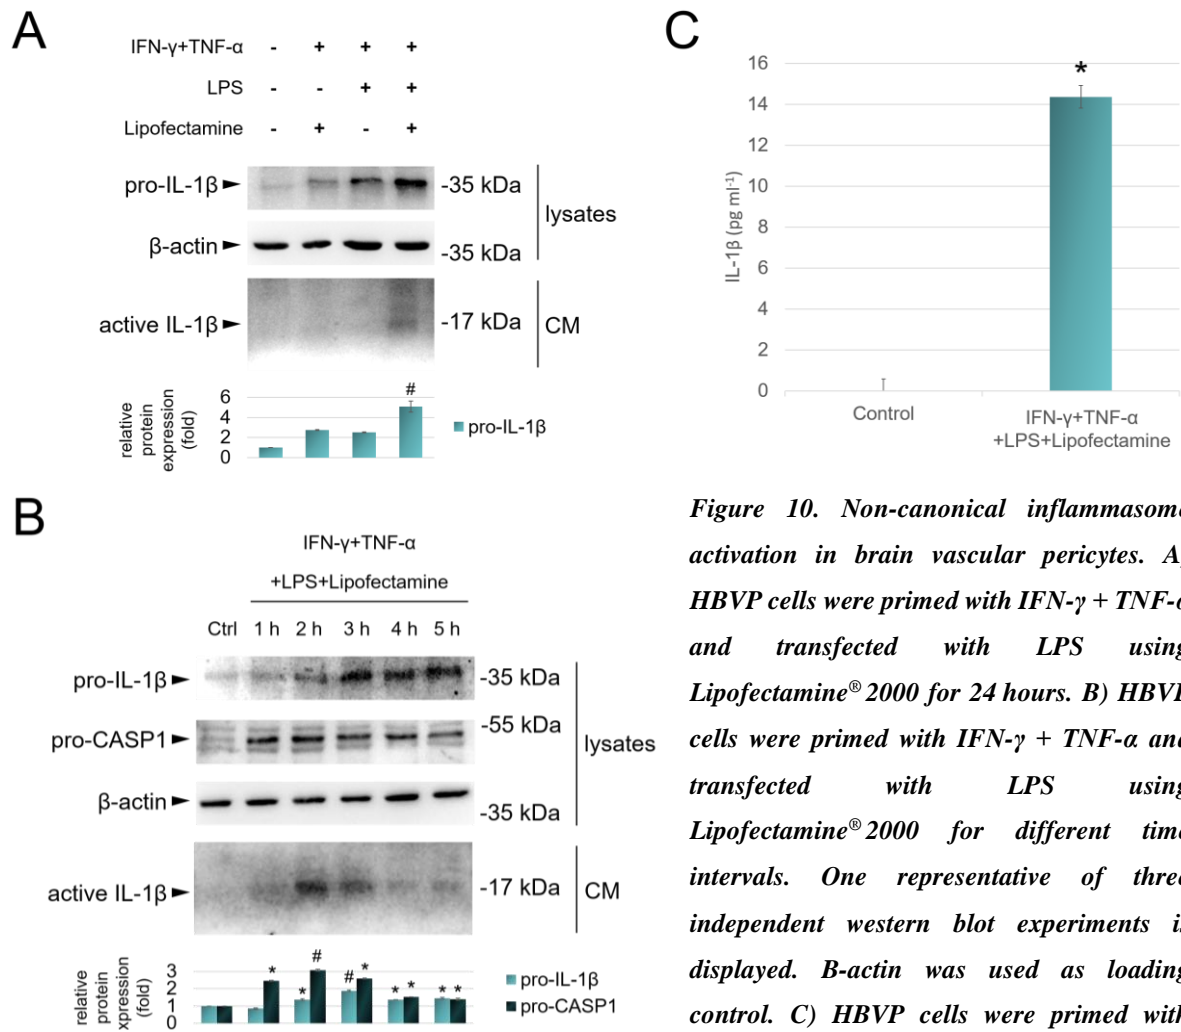 A
IFN-γ+TNF-α - + + +
LPS - - + +
Lipofectamine - + - +
pro-IL-1β -35 kDa
β-actin -35 kDa
lysates
active IL-1β -17 kDa CM
relative
protein
expression
(fold)
6
4
2
0
#
pro-IL-1β
B
IFN-γ+TNF-α
+LPS+Lipofectamine
Ctrl 1 h 2 h 3 h 4 h 5 h
pro-IL-1β -35 kDa
-55 kDa
pro-CASP1
lysates
β-actin
-35 kDa
active IL-1β -17 kDa CM
relative
protein
expression
(fold)
3
2
1
0
* * # # * * * * *
pro-IL-1β
pro-CASP1
C
IL-1β (pg ml-1)
16
14
12
10
8
6
4
2
0
*
Control
IFN-γ+TNF-α
+LPS+Lipofectamine
Figure 10. Non-canonical inflammasome
activation in brain vascular pericytes. A)
HBVP cells were primed with IFN-γ + TNF-α
and transfected with LPS using
Lipofectamine® 2000 for 24 hours. B) HBVP
cells were primed with IFN-γ + TNF-α and
transfected with LPS using
Lipofectamine® 2000 for different time
intervals. One representative of three
independent western blot experiments is
displayed. B-actin was used as loading
control. C) HBVP cells were primed with